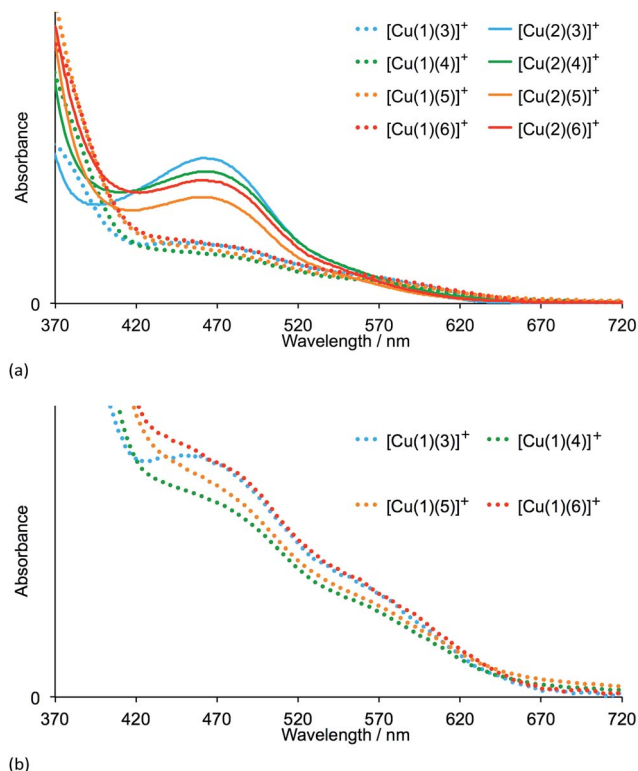 [Cu(1)(3)]⁺ [Cu(2)(3)]⁺
[Cu(1)(4)]⁺ [Cu(2)(4)]⁺
[Cu(1)(5)]⁺ [Cu(2)(5)]⁺
[Cu(1)(6)]⁺ [Cu(2)(6)]⁺
Absorbance
0
370 420 470 520 570 620 670 720
Wavelength / nm
(a)
[Cu(1)(3)]⁺ [Cu(1)(4)]⁺
[Cu(1)(5)]⁺ [Cu(1)(6)]⁺
Absorbance
0
370 420 470 520 570 620 670 720
Wavelength / nm
(b)